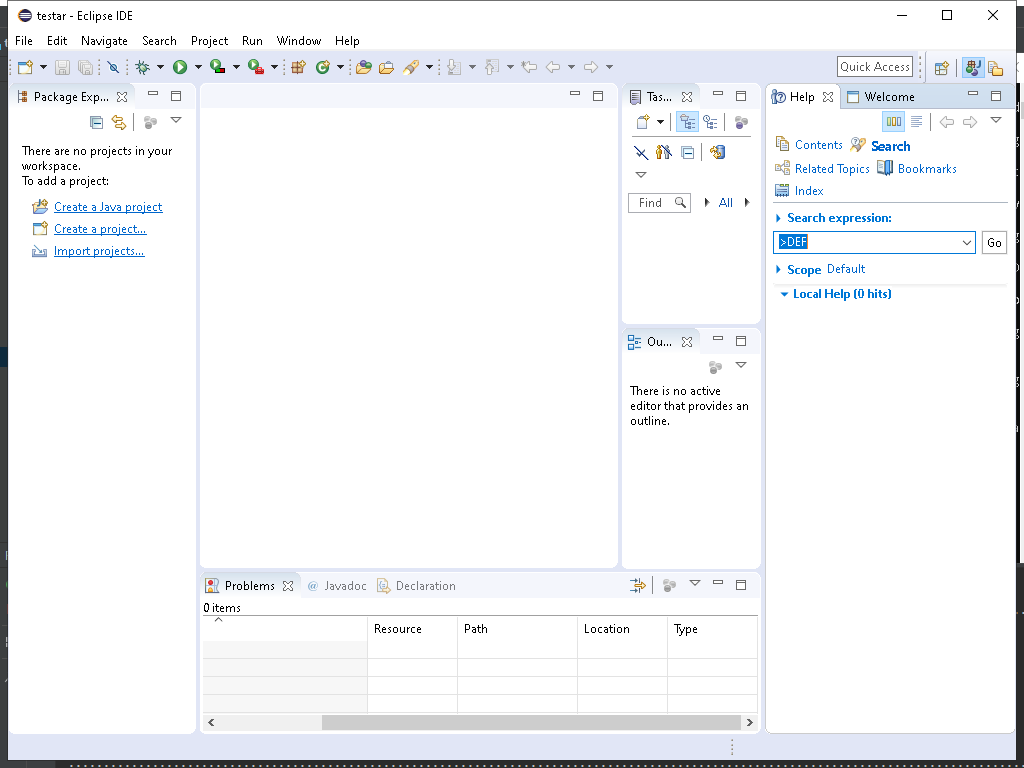 testar - Eclipse IDE
File Edit Navigate Search Project Run Window Help
Quick Access
Package Exp...
There are no projects in your
workspace.
To add a project:
Create a Java project
Create a project...
Import projects...
Tas...
Find
All
Ou...
There is no active
editor that provides an
outline.
Help Welcome
Contents Search
Related Topics Bookmarks
Index
Search expression:
>DEF
Go
Scope Default
Local Help (0 hits)
Problems @ Javadoc Declaration
0 items
Resource Path Location Type